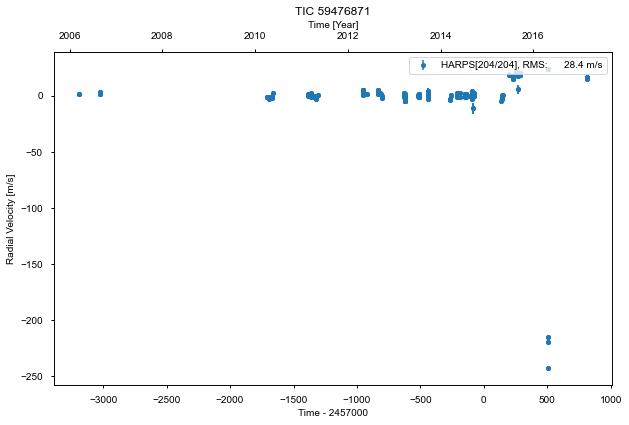 TIC 59476871
Time [Year]
2006 2008 2010 2012 2014 2016
HARPS[204/204], RMS: 28.4 m/s
0
−50
−100
−150
−200
−250
Radial Velocity [m/s]
−3000 −2500 −2000 −1500 −1000 −500 0 500 1000
Time - 2457000